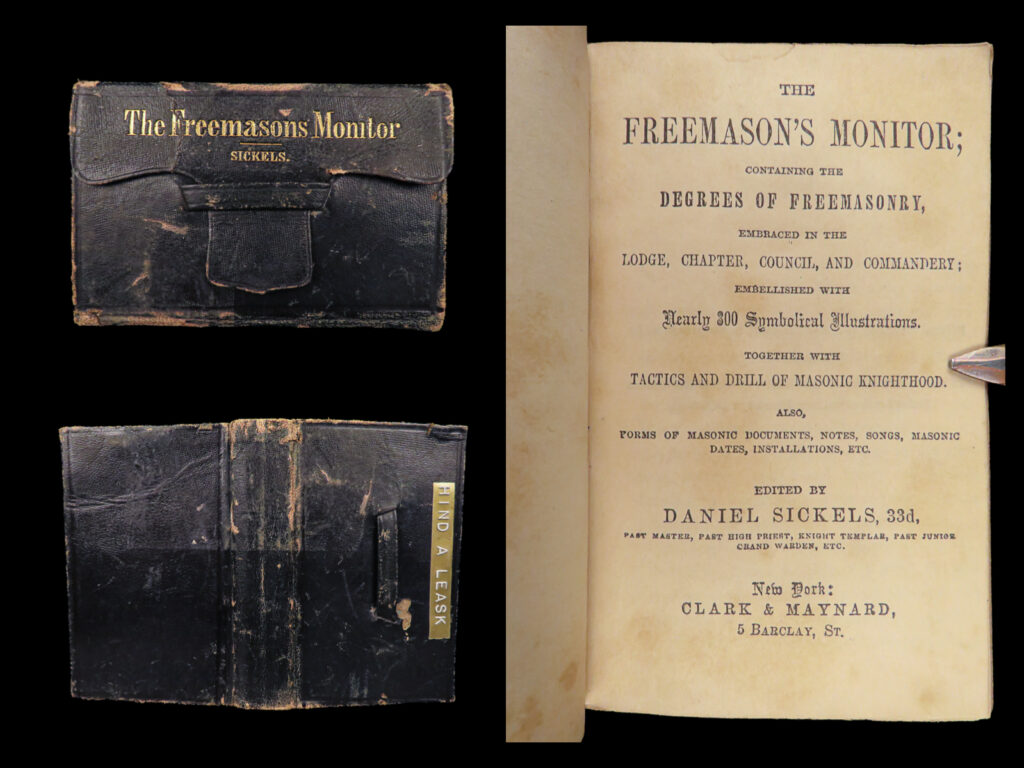 The Freemasons Monitor
SICKELS.
HIND A LEASK
THE
FREEMASON'S MONITOR;
CONTAINING THE
DEGREES OF FREEMASONRY,
EMBRACED IN THE
LODGE, CHAPTER, COUNCIL, AND COMMANDERY;
EMBELLISHED WITH
Nearly 300 Symbolical Illustrations.
TOGETHER WITH
TACTICS AND DRILL OF MASONIC KNIGHTHOOD.
ALSO,
FORMS OF MASONIC DOCUMENTS, NOTES, SONGS, MASONIC
DATES, INSTALLATIONS, ETC.
EDITED BY
DANIEL SICKELS, 33d,
PAST MASTER, PAST HIGH PRIEST, KNIGHT TEMPLAR, PAST JUNIOR
GRAND WARDEN, ETC.
New York:
CLARK & MAYNARD,
5 BARCLAY, ST.